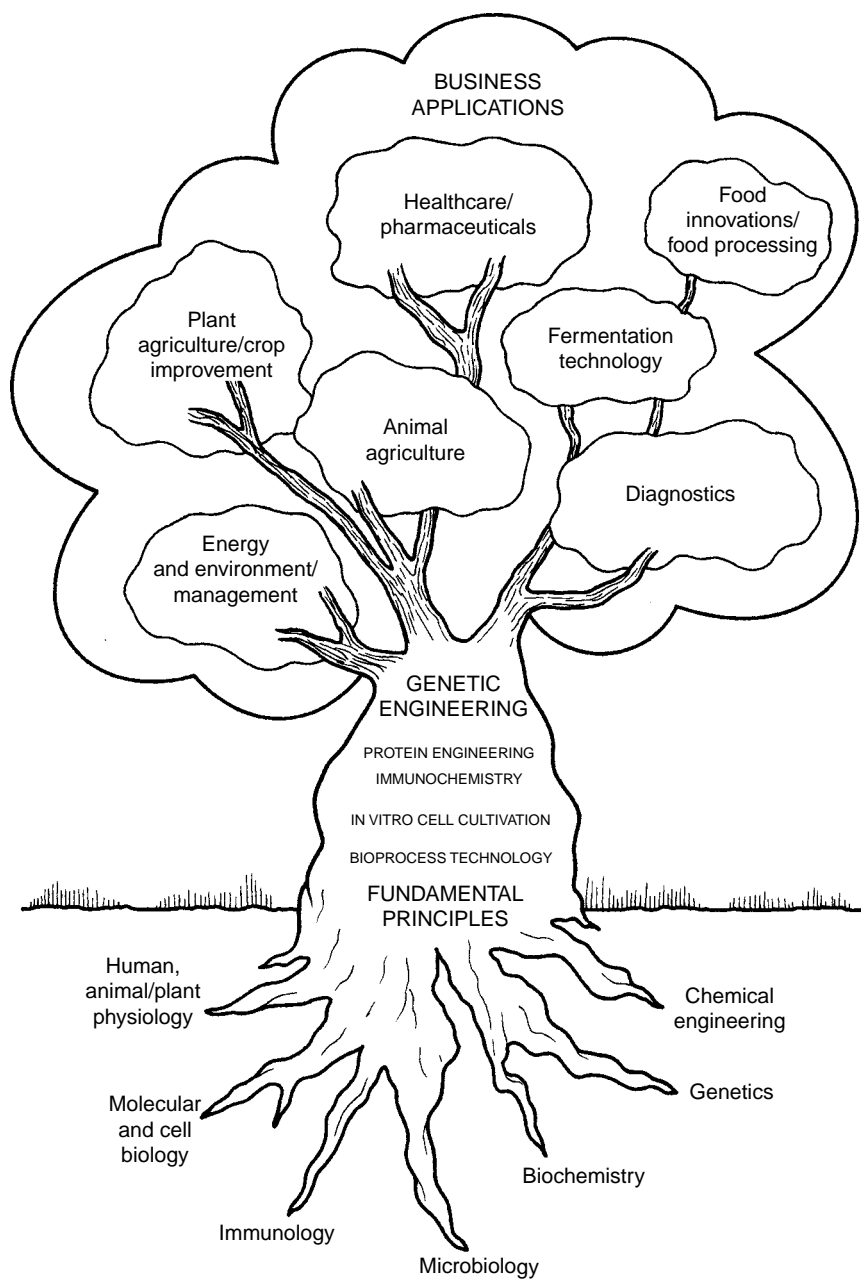 BUSINESS
APPLICATIONS
Healthcare/
pharmaceuticals
Food
innovations/
food processing
Plant
agriculture/crop
improvement
Fermentation
technology
Animal
agriculture
Diagnostics
Energy
and environment/
management
GENETIC
ENGINEERING
PROTEIN ENGINEERING
IMMUNOCHEMISTRY
IN VITRO CELL CULTIVATION
BIOPROCESS TECHNOLOGY
FUNDAMENTAL
PRINCIPLES
Human,
animal/plant
physiology
Chemical
engineering
Molecular
and cell
biology
Genetics
Biochemistry
Immunology
Microbiology